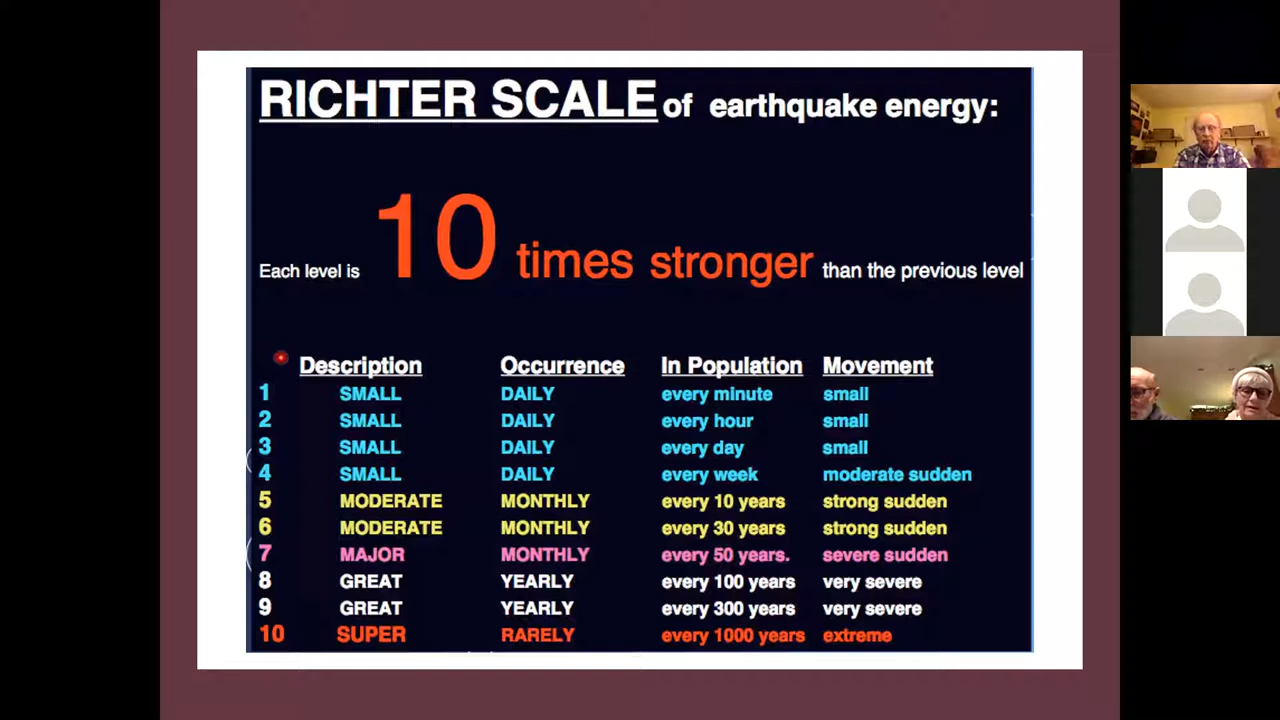 RICHTER SCALE of earthquake energy:
Each level is 10 times stronger than the previous level
Description Occurrence In Population Movement
1 SMALL DAILY every minute small
2 SMALL DAILY every hour small
3 SMALL DAILY every day small
4 SMALL DAILY every week moderate sudden
5 MODERATE MONTHLY every 10 years strong sudden
6 MODERATE MONTHLY every 30 years strong sudden
7 MAJOR MONTHLY every 50 years. severe sudden
8 GREAT YEARLY every 100 years very severe
9 GREAT YEARLY every 300 years very severe
10 SUPER RARELY every 1000 years extreme